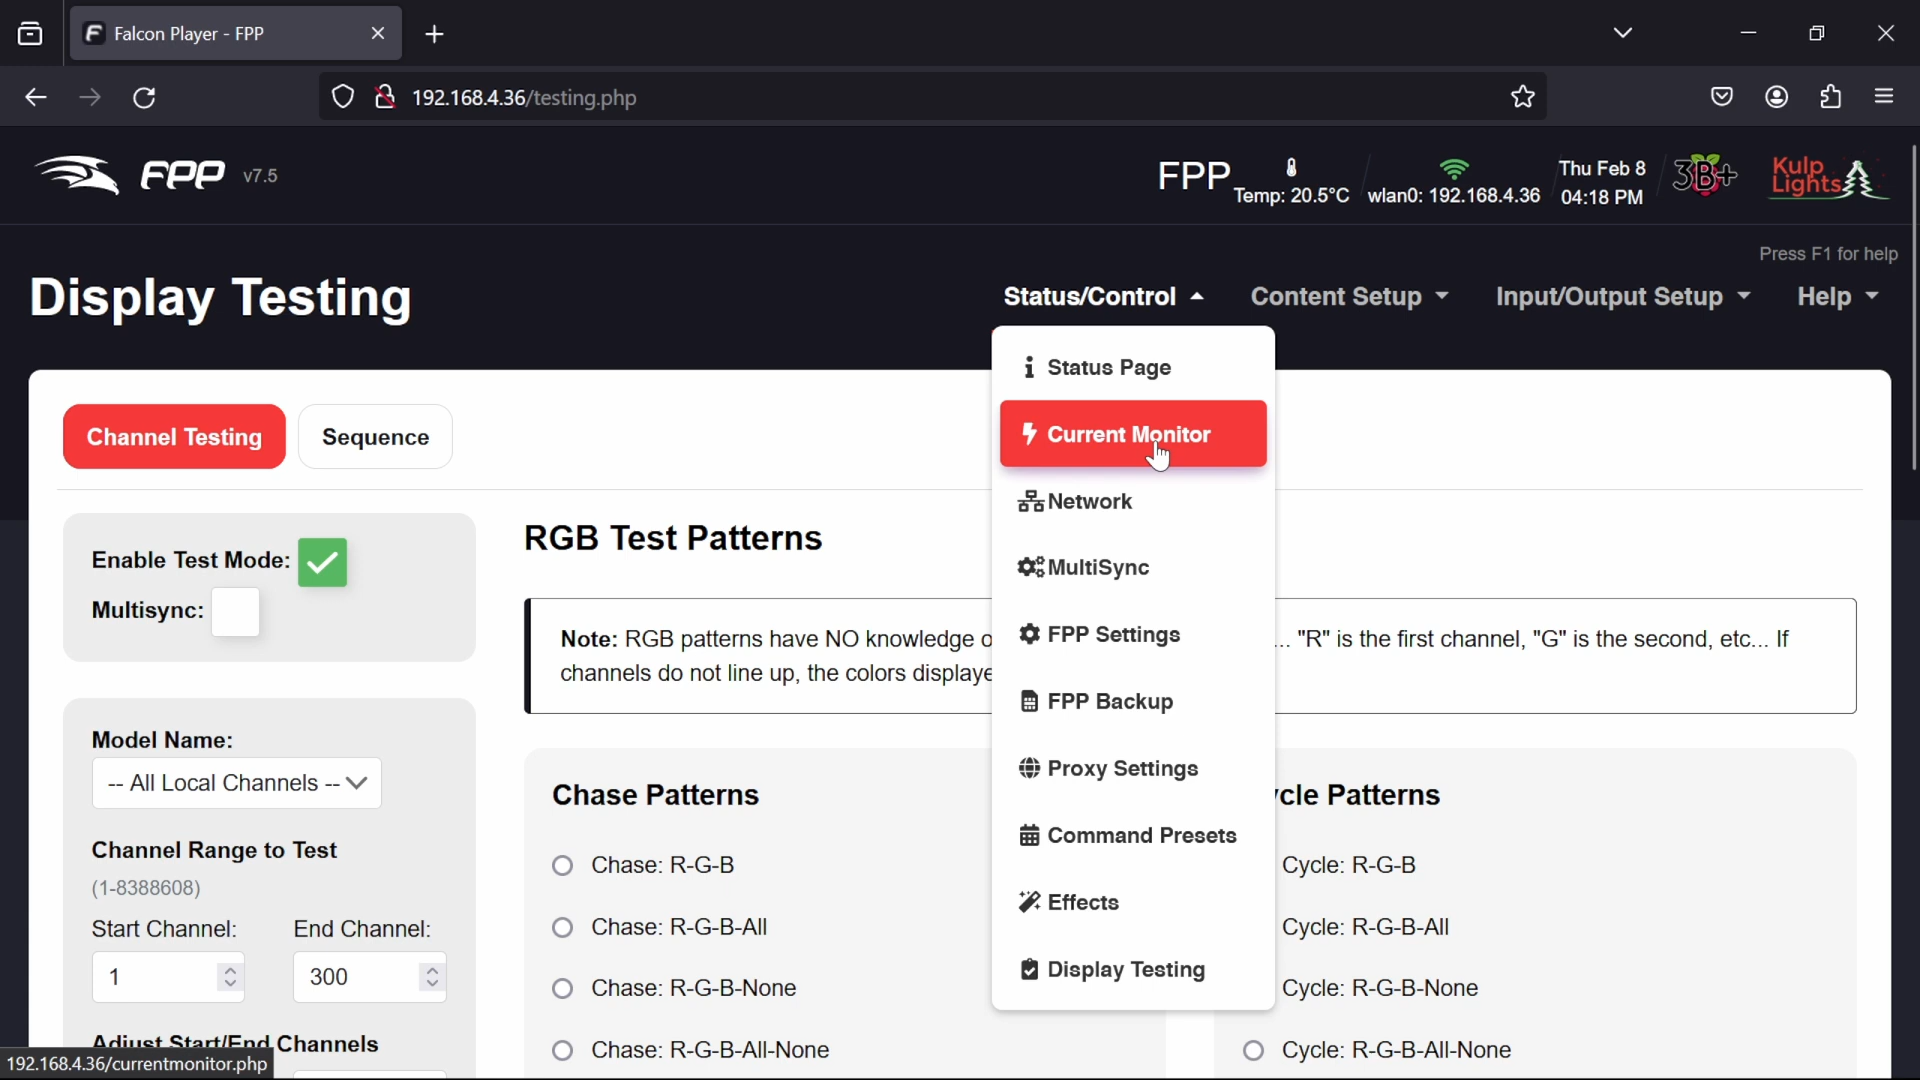 Falcon Player - FPP
192.168.4.36/testing.php
FPP v7.5
FPP
Temp: 20.5°C
wlan0: 192.168.4.36
Thu Feb 8
04:18 PM
3B+
Kulp
Lights
Press F1 for help
Display Testing
Status/Control
Content Setup
Input/Output Setup
Help
Status Page
Current Monitor
Network
MultiSync
FPP Settings
FPP Backup
Proxy Settings
Command Presets
Effects
Display Testing
Channel Testing
Sequence
Enable Test Mode:
Multisync:
Model Name:
-- All Local Channels --
Channel Range to Test
(1-8388608)
Start Channel: End Channel:
1 300
Adjust Start/End Channels
RGB Test Patterns
Note: RGB patterns have NO knowledge o ... "R" is the first channel, "G" is the second, etc... If
channels do not line up, the colors displaye
Chase Patterns
Chase: R-G-B
Chase: R-G-B-All
Chase: R-G-B-None
Chase: R-G-B-All-None
cle Patterns
Cycle: R-G-B
Cycle: R-G-B-All
Cycle: R-G-B-None
Cycle: R-G-B-All-None
192.168.4.36/currentmonitor.php